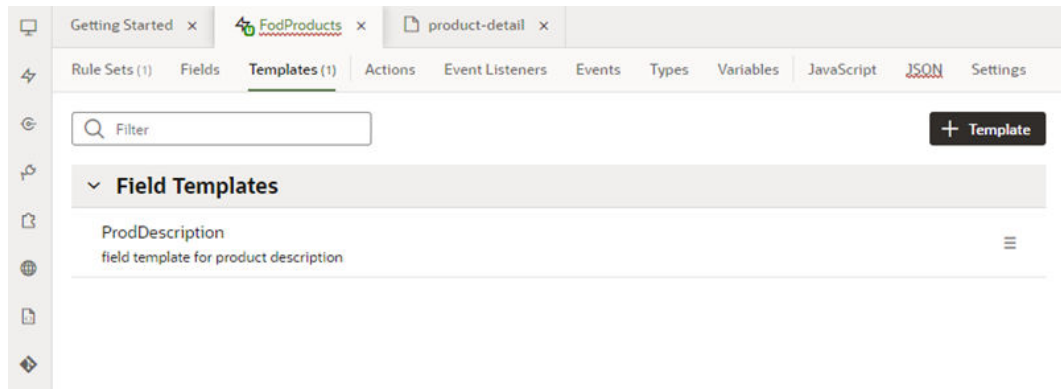 Getting Started FodProducts product-detail
Rule Sets (1) Fields Templates (1) Actions Event Listeners Events Types Variables JavaScript JSON Settings
Filter + Template
Field Templates
ProdDescription
field template for product description